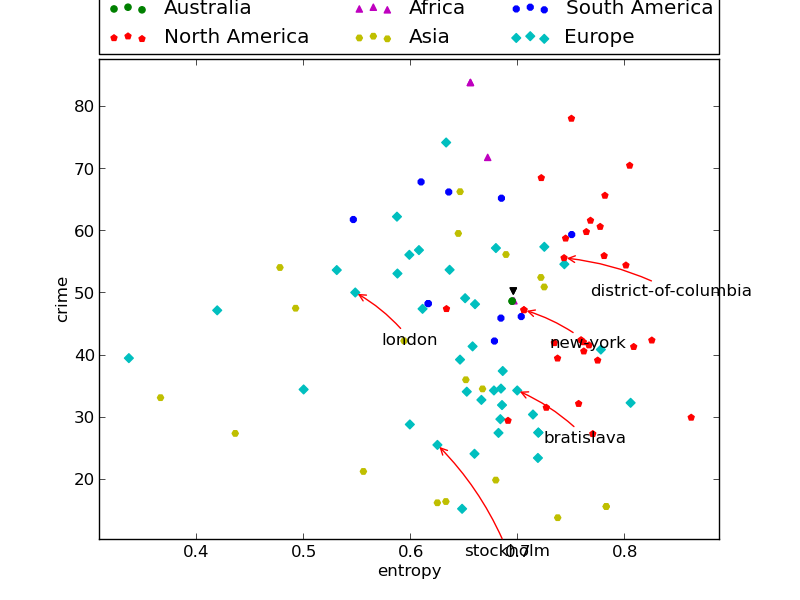 Australia Africa South America
North America Asia Europe
80
70
60
50
40
30
20
crime
district-of-columbia
london
new-york
bratislava
stockholm
0.4 0.5 0.6 0.7 0.8
entropy